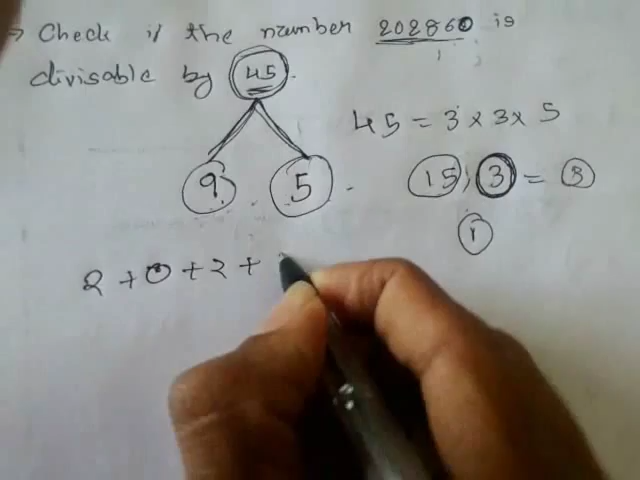 → Check if the number 202860 is
divisable by 45.
45 = 3 × 3 × 5
9 5
15, 3 = 3
1
2 + 0 + 2 +